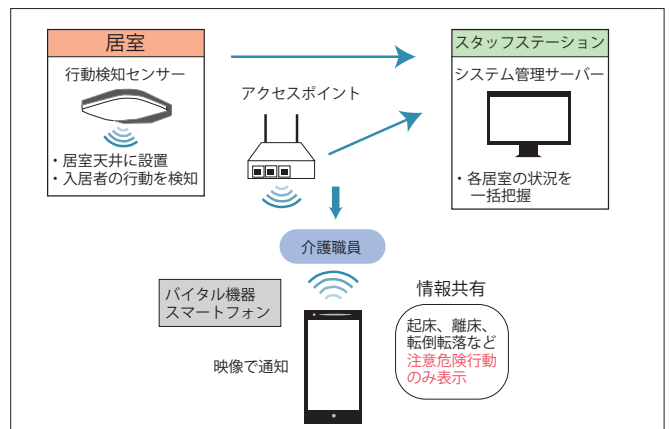 居室
行動検知センサー
・居室天井に設置
・入居者の行動を検知
アクセスポイント
スタッフステーション
システム管理サーバー
・各居室の状況を
一括把握
介護職員
バイタル機器
スマートフォン
映像で通知
情報共有
起床、離床、
転倒転落など
注意危険行動
のみ表示